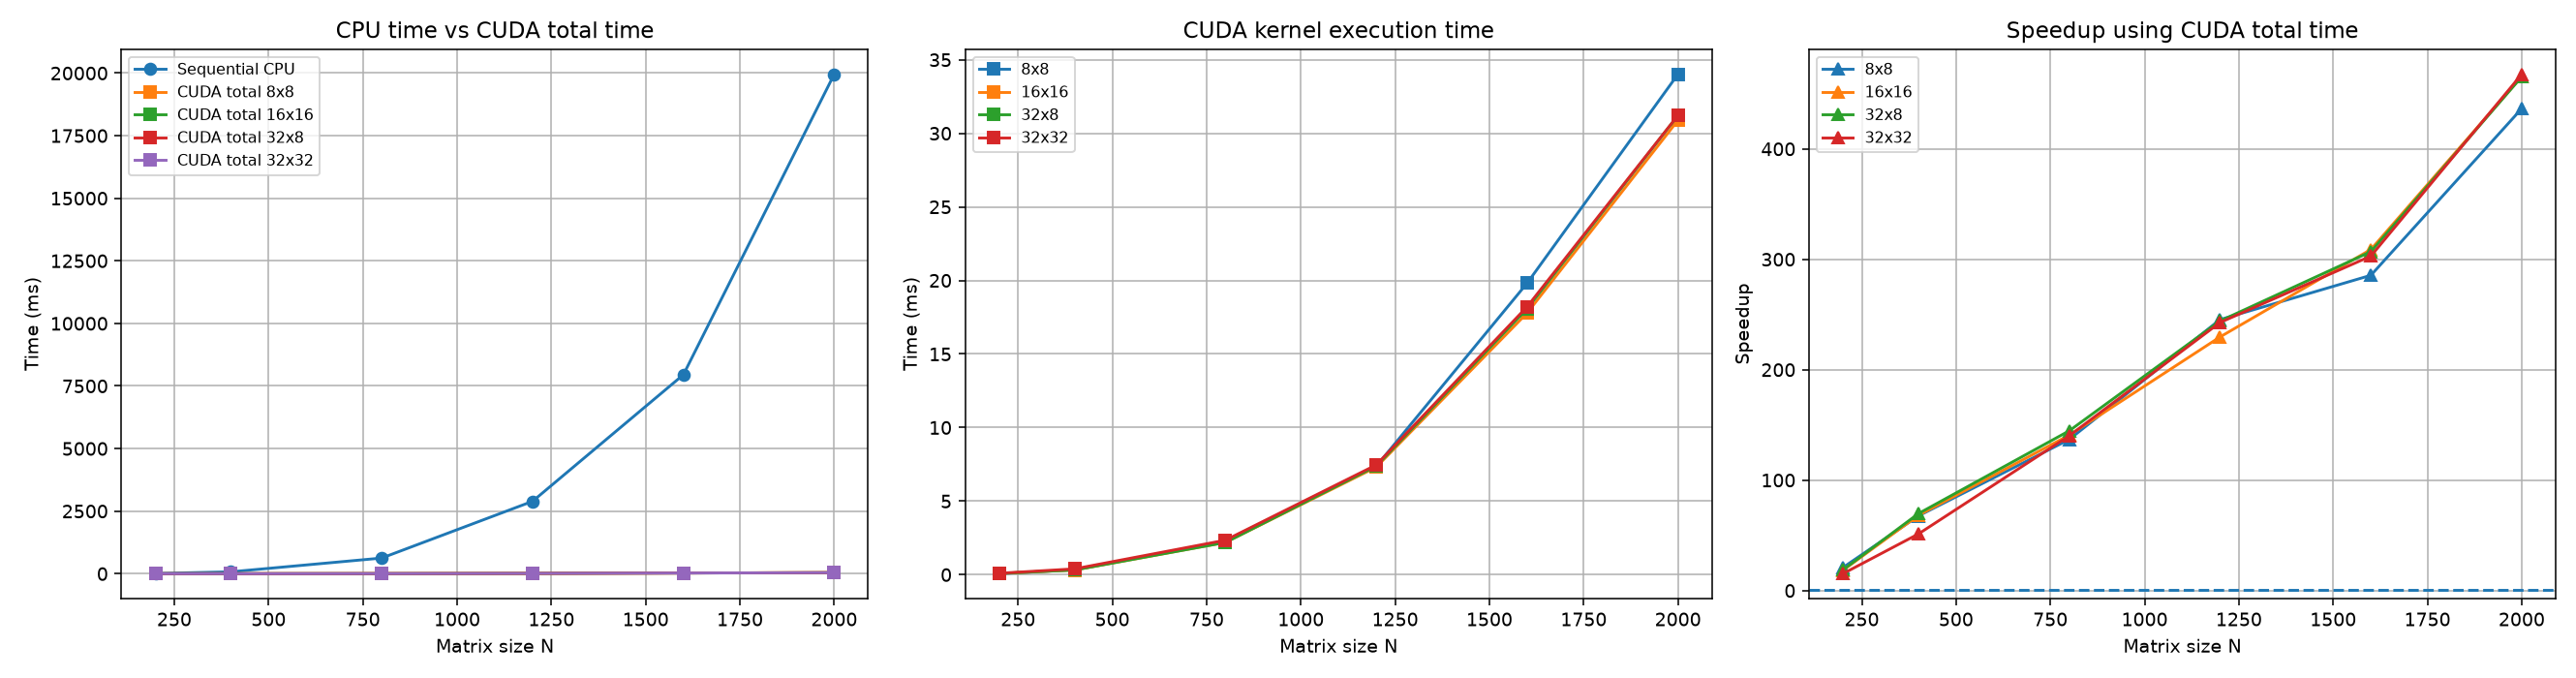 CPU time vs CUDA total time
Sequential CPU
CUDA total 8x8
CUDA total 16x16
CUDA total 32x8
CUDA total 32x32
20000
17500
15000
12500
10000
7500
5000
2500
0
Time (ms)
250 500 750 1000 1250 1500 1750 2000
Matrix size N
CUDA kernel execution time
8x8
16x16
32x8
32x32
35
30
25
20
15
10
5
0
Time (ms)
250 500 750 1000 1250 1500 1750 2000
Matrix size N
Speedup using CUDA total time
8x8
16x16
32x8
32x32
400
300
200
100
0
Speedup
250 500 750 1000 1250 1500 1750 2000
Matrix size N